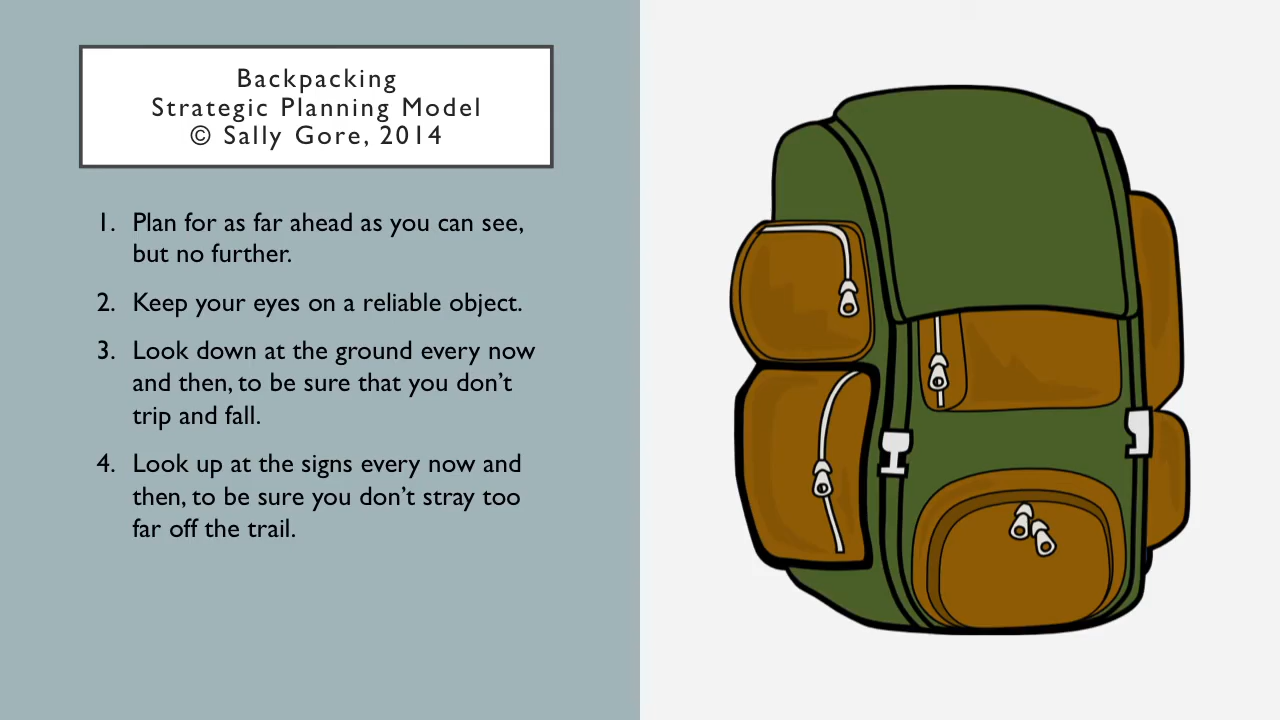 Backpacking
Strategic Planning Model
© Sally Gore, 2014
1. Plan for as far ahead as you can see,
but no further.
2. Keep your eyes on a reliable object.
3. Look down at the ground every now
and then, to be sure that you don’t
trip and fall.
4. Look up at the signs every now and
then, to be sure you don’t stray too
far off the trail.